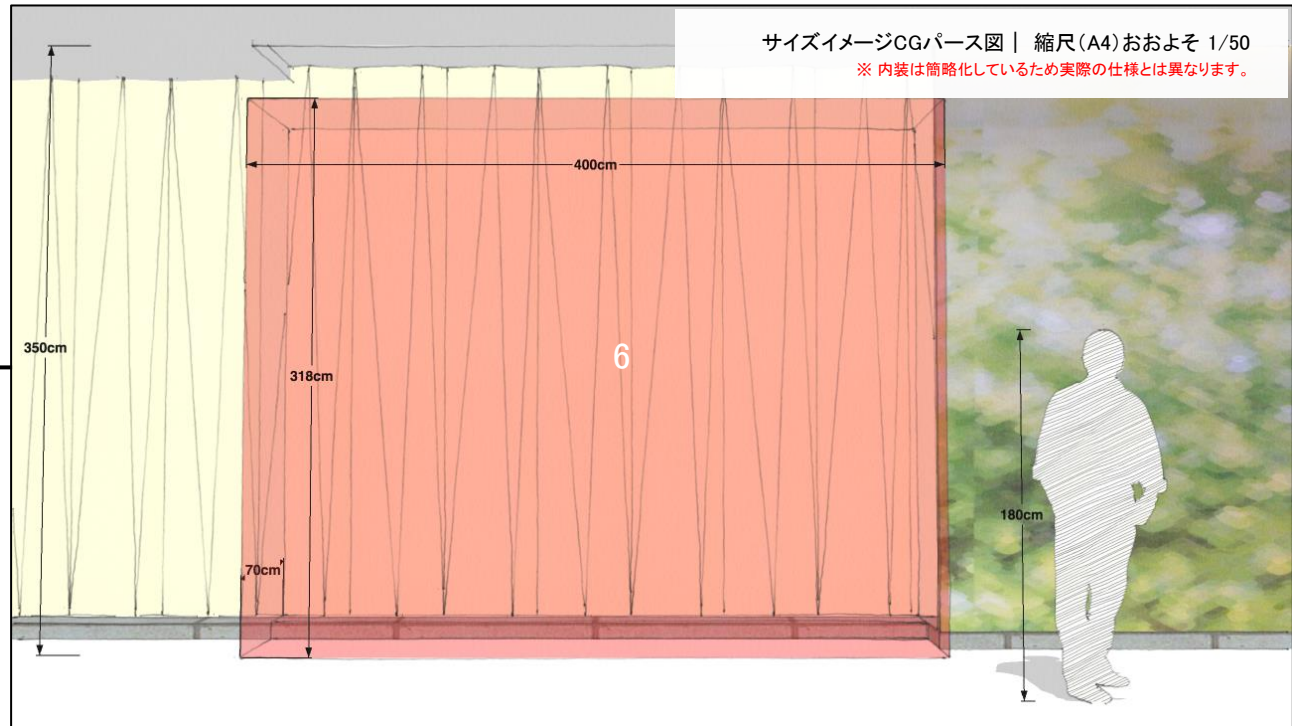 サイズイメージCGパース図 | 縮尺(A4)おおよそ 1/50
※ 内装は簡略化しているため実際の仕様とは異なります。
400cm
350cm
6
318cm
180cm
70cm